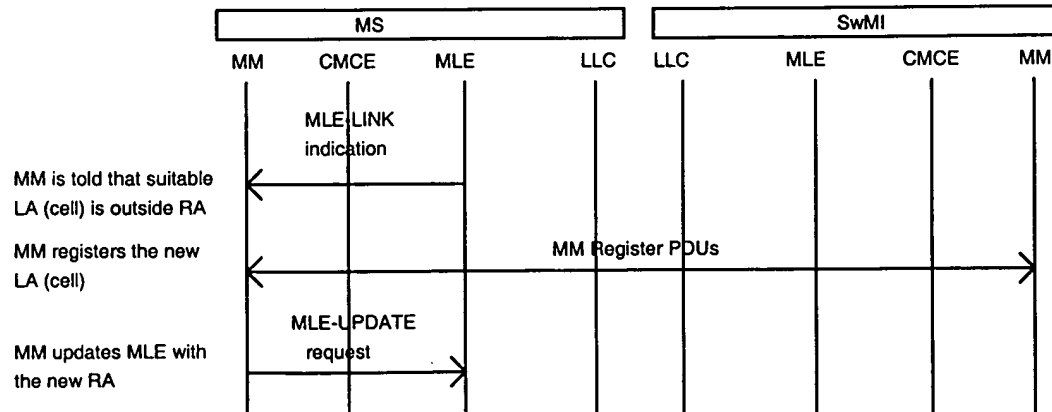 MS
SwMI
MM CMCE MLE LLC LLC MLE CMCE MM
MLE-LINK
indication
MM is told that suitable
LA (cell) is outside RA
MM registers the new
LA (cell)
MM Register PDUs
MLE-UPDATE
request
MM updates MLE with
the new RA